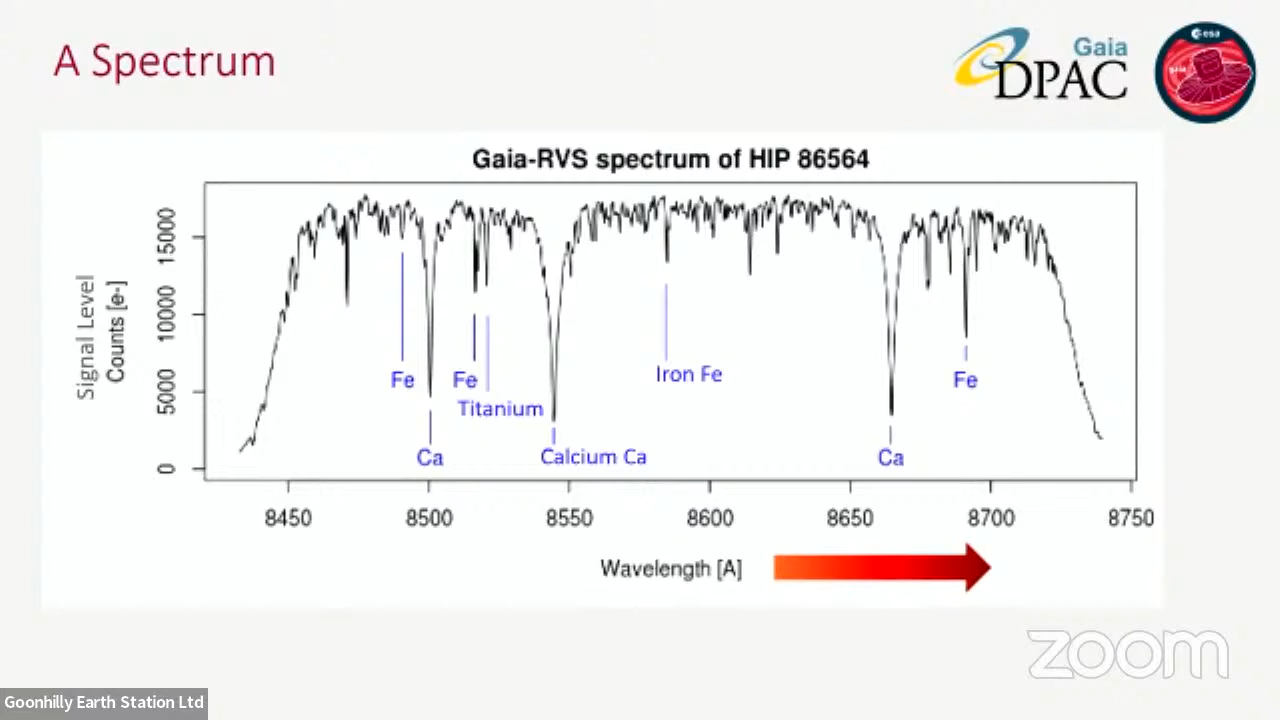 A Spectrum
Gaia
DPAC
esa
gaia
Gaia-RVS spectrum of HIP 86564
Signal Level
Counts [e-]
15000
10000
5000
0
Fe
Fe
Titanium
Iron Fe
Fe
Ca
Calcium Ca
Ca
8450 8500 8550 8600 8650 8700 8750
Wavelength [A]
zoom
Goonhilly Earth Station Ltd